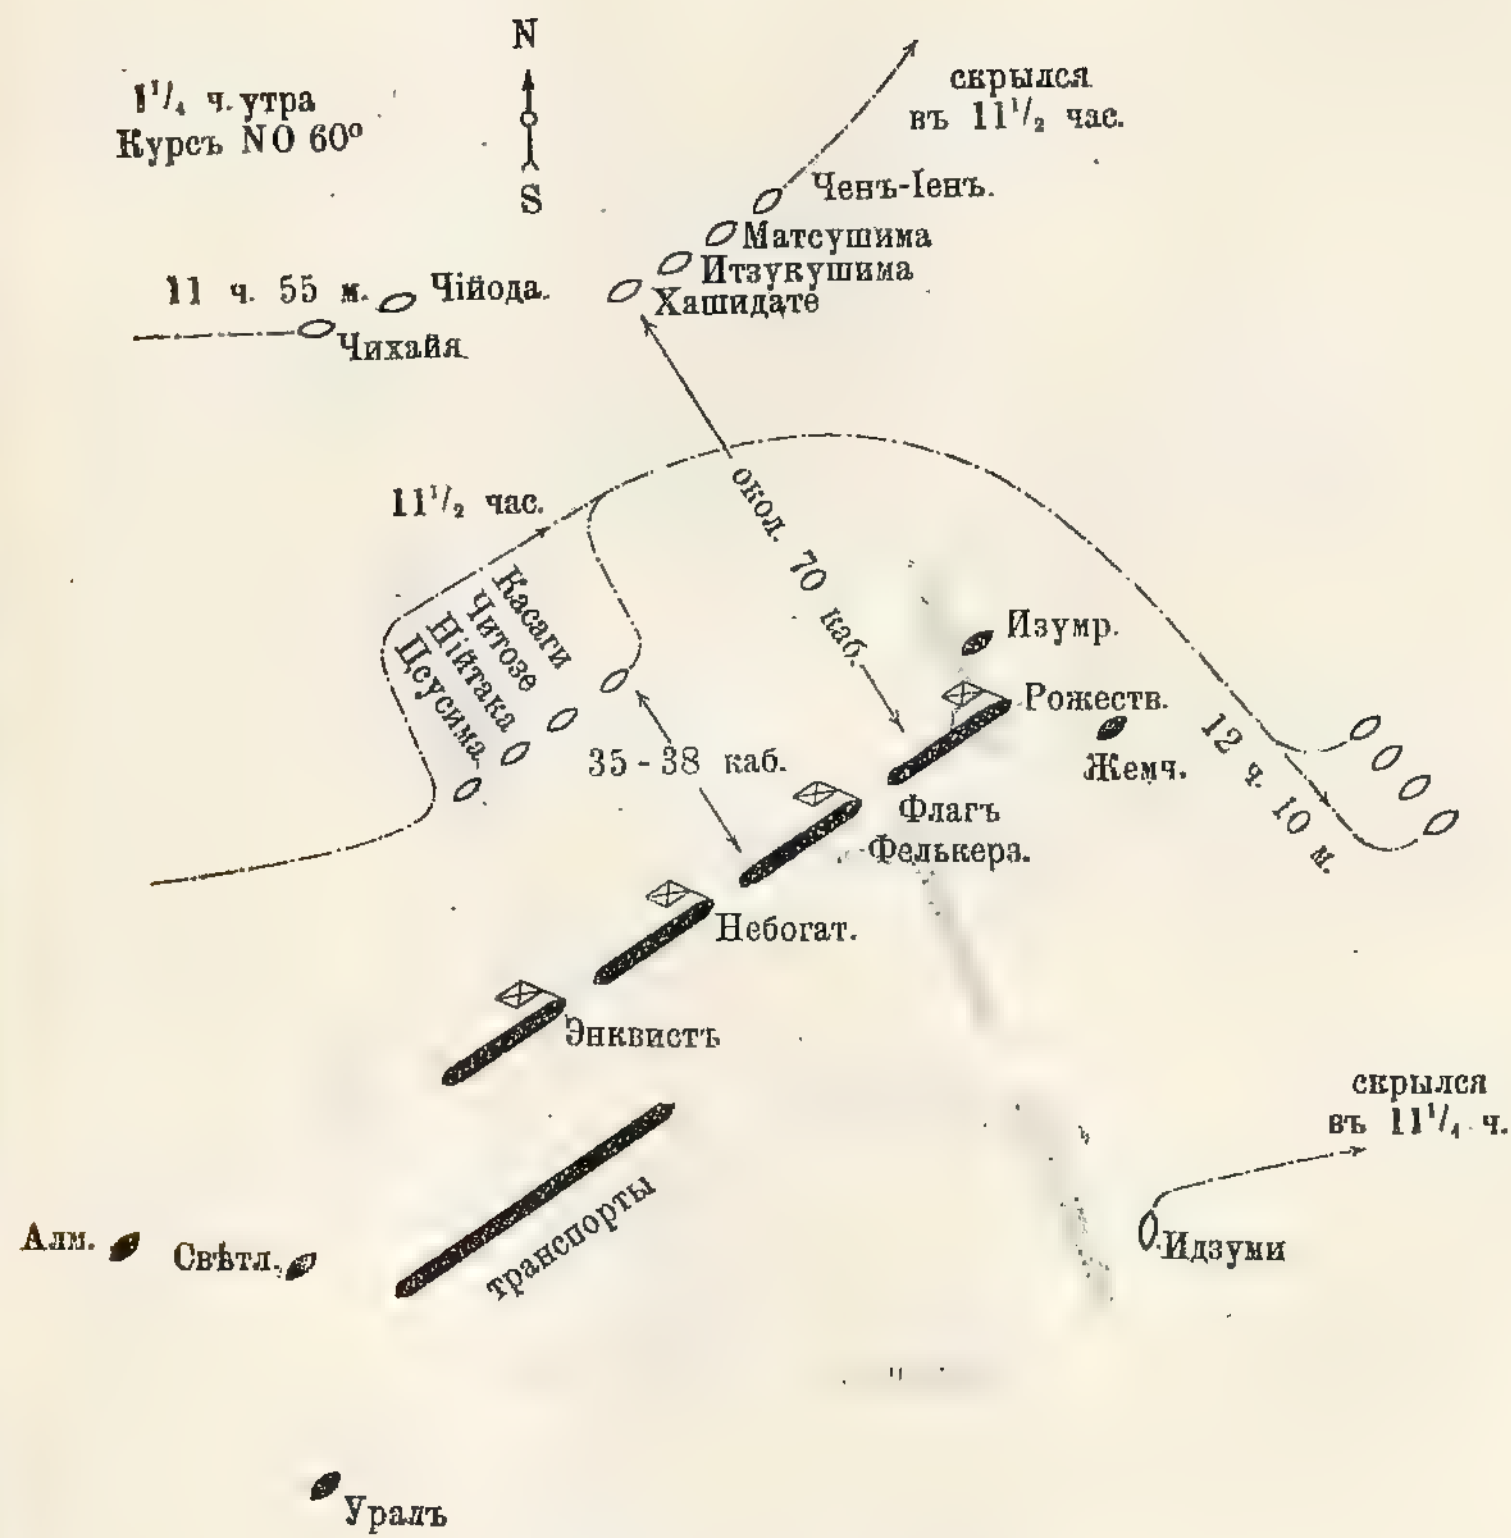 N
1¹/₄ ч. утра
Курсъ NO 60⁰
S
скрылся
въ 11¹/₂ час.
Ченъ-Іенъ.
Матсушима
Итзукушима
Хашидате
11 ч. 55 м.
Чійода.
Чихайя
11¹/₂ час.
окол. 70 каб.
Касаги
Читозе
Нійтака
Цсусима
35-38 каб.
Изумр.
Рожеств.
Жемч.
12 ч. 10 м.
Флагъ
Фелькера.
Небогат.
Энквистъ
скрылся
въ 11¹/₄ ч.
Идзуми
транспорты
Алм.
Свѣтл.
Уралъ